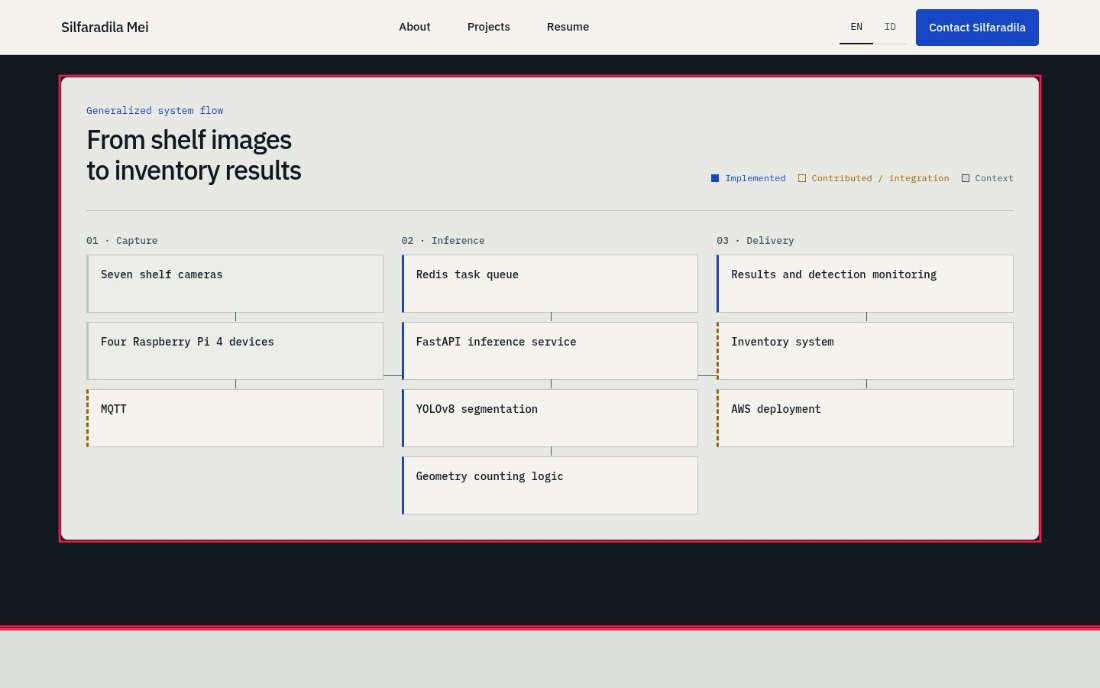 Silfaradila Mei
About
Projects
Resume
EN
ID
Contact Silfaradila
Generalized system flow
From shelf images
to inventory results
Implemented
Contributed / integration
Context
01 · Capture
Seven shelf cameras
Four Raspberry Pi 4 devices
MQTT
02 · Inference
Redis task queue
FastAPI inference service
YOLOv8 segmentation
Geometry counting logic
03 · Delivery
Results and detection monitoring
Inventory system
AWS deployment